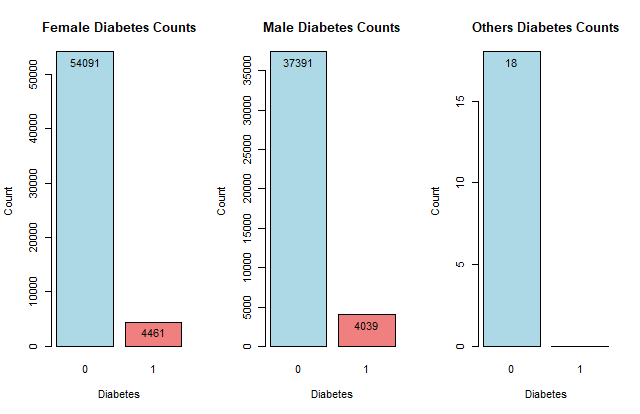 Female Diabetes Counts
Count
50000
40000
30000
20000
10000
0
54091
4461
0 1
Diabetes
Male Diabetes Counts
Count
35000
30000
25000
20000
15000
10000
5000
0
37391
4039
0 1
Diabetes
Others Diabetes Counts
Count
15
10
5
0
18
0 1
Diabetes